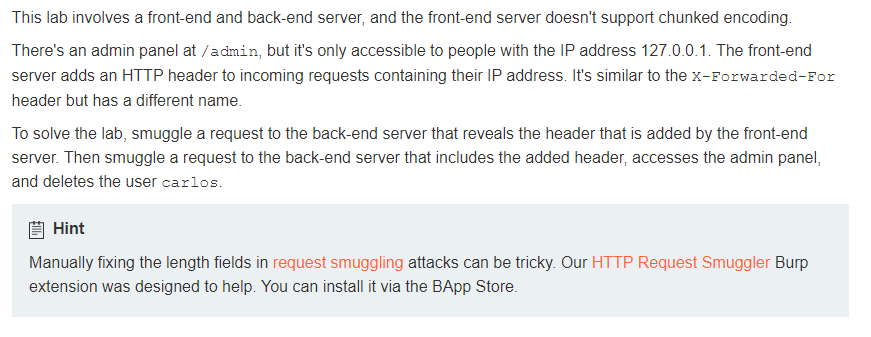 This lab involves a front-end and back-end server, and the front-end server doesn't support chunked encoding.
There's an admin panel at /admin, but it's only accessible to people with the IP address 127.0.0.1. The front-end
server adds an HTTP header to incoming requests containing their IP address. It's similar to the X-Forwarded-For
header but has a different name.
To solve the lab, smuggle a request to the back-end server that reveals the header that is added by the front-end
server. Then smuggle a request to the back-end server that includes the added header, accesses the admin panel,
and deletes the user carlos.
Hint
Manually fixing the length fields in request smuggling attacks can be tricky. Our HTTP Request Smuggler Burp
extension was designed to help. You can install it via the BApp Store.